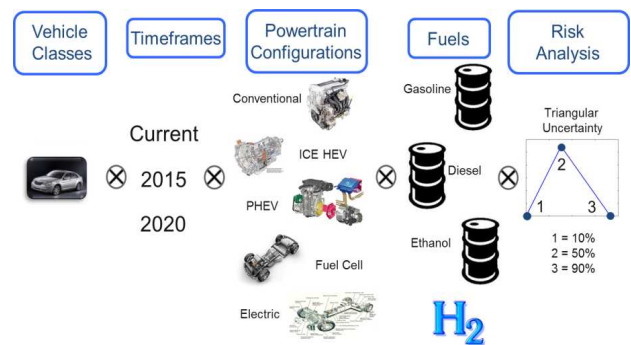 Vehicle
Classes
Timeframes
Powertrain
Configurations
Fuels
Risk
Analysis
Current
2015
2020
Conventional
ICE HEV
PHEV
Fuel Cell
Electric
Gasoline
Diesel
Ethanol
H2
Triangular
Uncertainty
2
1
3
1 = 10%
2 = 50%
3 = 90%